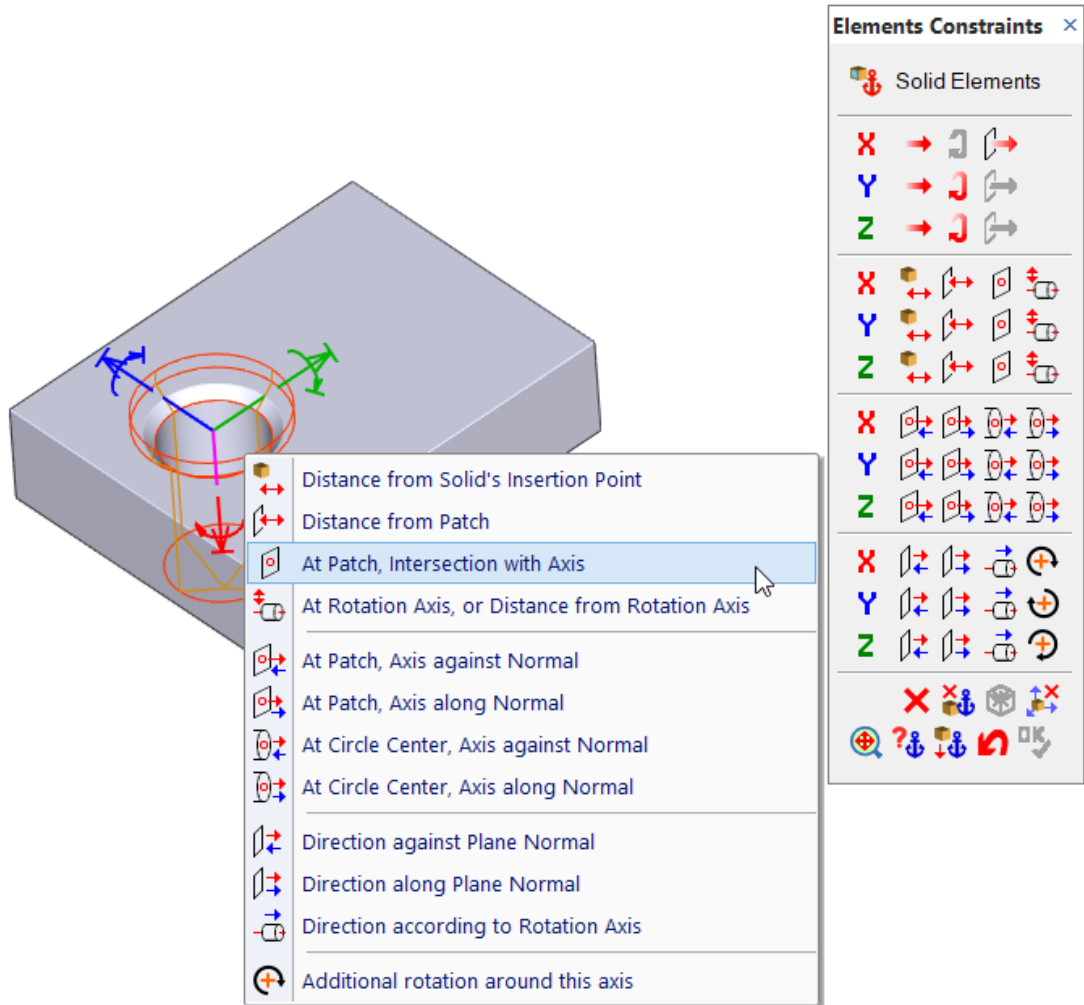 Elements Constraints ×
Solid Elements
X
Y
Z
X
Y
Z
X
Y
Z
X
Y
Z
?
OK
Distance from Solid's Insertion Point
Distance from Patch
At Patch, Intersection with Axis
At Rotation Axis, or Distance from Rotation Axis
At Patch, Axis against Normal
At Patch, Axis along Normal
At Circle Center, Axis against Normal
At Circle Center, Axis along Normal
Direction against Plane Normal
Direction along Plane Normal
Direction according to Rotation Axis
Additional rotation around this axis